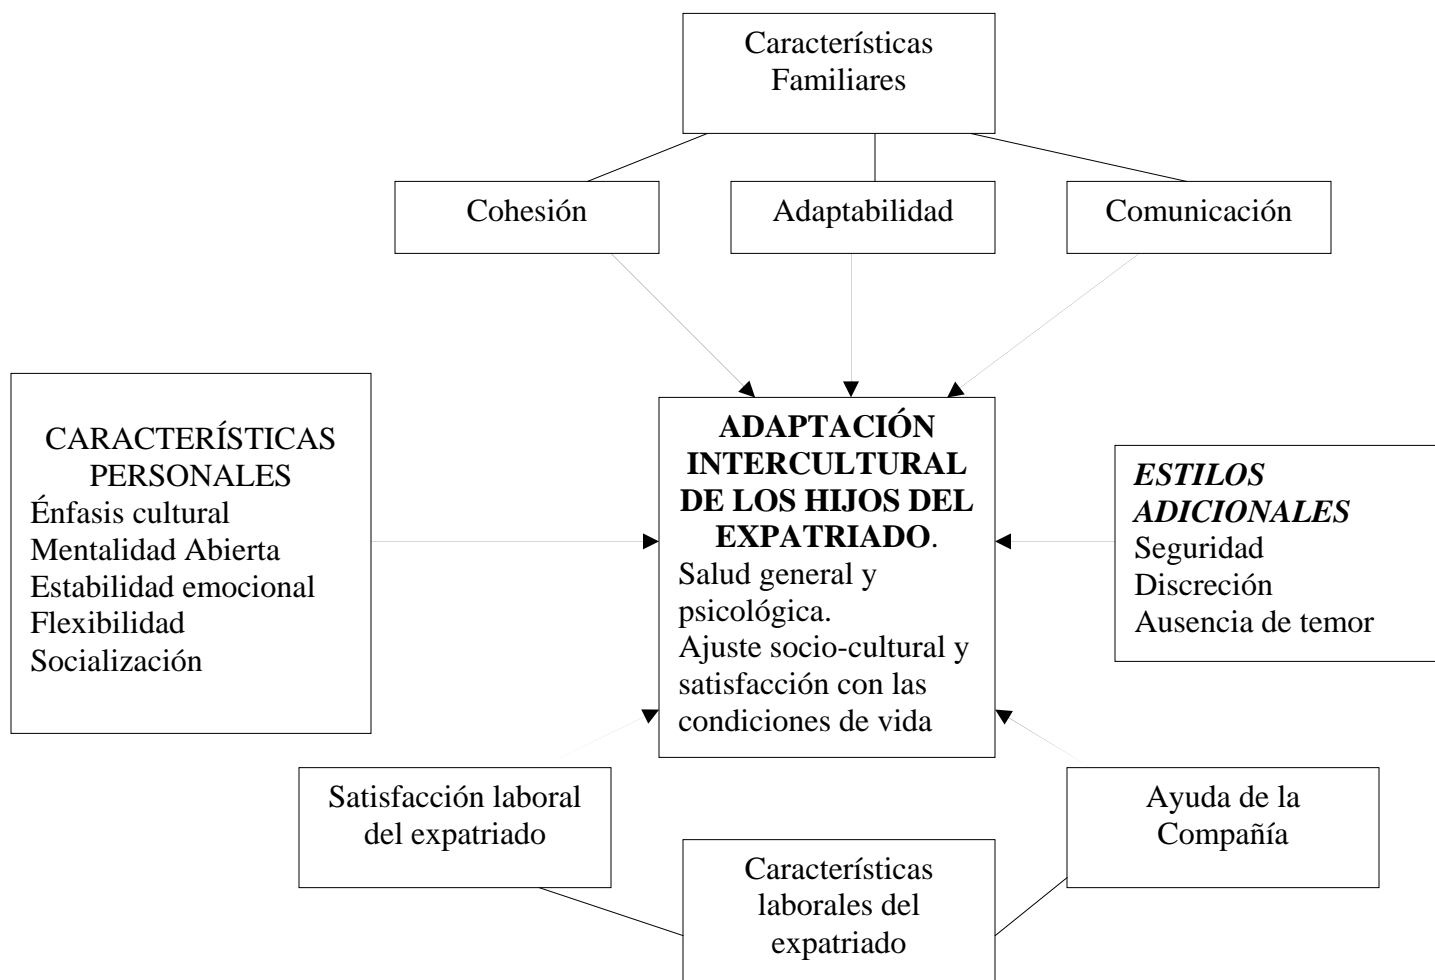 Características
Familiares
Cohesión
Adaptabilidad
Comunicación
CARACTERÍSTICAS
PERSONALES
Énfasis cultural
Mentalidad Abierta
Estabilidad emocional
Flexibilidad
Socialización
ADAPTACIÓN
INTERCULTURAL
DE LOS HIJOS DEL
EXPATRIADO.
Salud general y
psicológica.
Ajuste socio-cultural y
satisfacción con las
condiciones de vida
ESTILOS
ADICIONALES
Seguridad
Discreción
Ausencia de temor
Satisfacción laboral
del expatriado
Características
laborales del
expatriado
Ayuda de la
Compañía